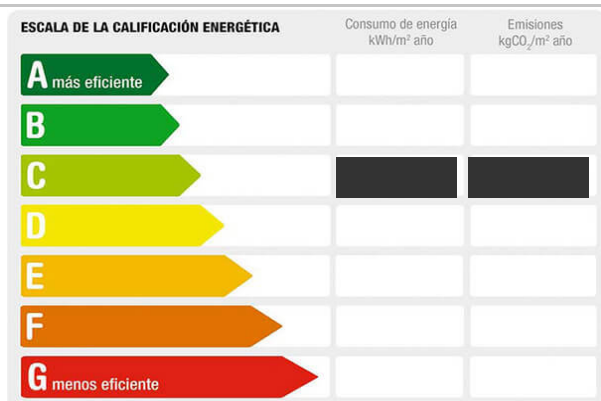 ESCALA DE LA CALIFICACIÓN ENERGÉTICA
Consumo de energía
kWh/m² año
Emisiones
kgCO₂/m² año
A más eficiente
B
C
D
E
F
G menos eficiente